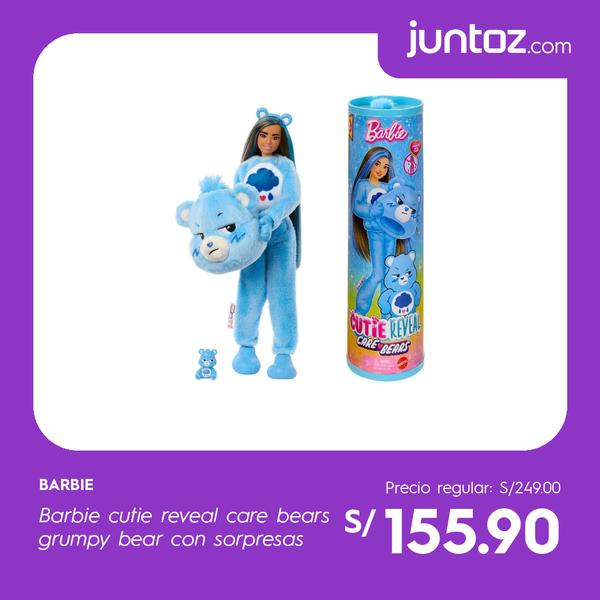 juntoz.com
Barbie
CUTIE REVEAL
CARE BEARS
BARBIE
Barbie cutie reveal care bears
grumpy bear con sorpresas
Precio regular: S/249.00
S/ 155.90